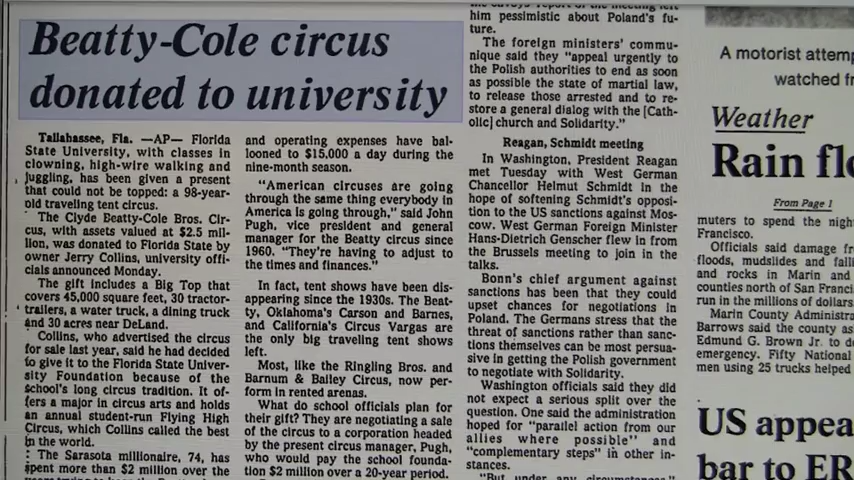 Beatty-Cole circus
donated to university
Tallahassee, Fla. —AP— Florida
State University, with classes in
clowning, high-wire walking and
juggling, has been given a present
that could not be topped: a 98-year-
old traveling tent circus.
The Clyde Beatty-Cole Bros. Cir-
cus, with assets valued at $2.5 mil-
lion, was donated to Florida State by
owner Jerry Collins, university offi-
cials announced Monday.
The gift includes a Big Top that
covers 45,000 square feet, 30 tractor-
trailers, a water truck, a dining truck
and 30 acres near DeLand.
Collins, who advertised the circus
for sale last year, said he had decided
to give it to the Florida State Univer-
sity Foundation because of the
school's long circus tradition. It of-
fers a major in circus arts and holds
an annual student-run Flying High
Circus, which Collins called the best
in the world.
The Sarasota millionaire, 74, has
spent more than $2 million over the
and operating expenses have bal-
looned to $15,000 a day during the
nine-month season.
"American circuses are going
through the same thing everybody in
America is going through," said John
Pugh, vice president and general
manager for the Beatty circus since
1960. "They're having to adjust to
the times and finances."
In fact, tent shows have been dis-
appearing since the 1930s. The Beat-
ty, Oklahoma's Carson and Barnes,
and California's Circus Vargas are
the only big traveling tent shows
left.
Most, like the Ringling Bros. and
Barnum & Bailey Circus, now per-
form in rented arenas.
What do school officials plan for
their gift? They are negotiating a sale
of the circus to a corporation headed
by the present circus manager, Pugh,
who would pay the school founda-
tion $2 million over a 20-year period.
him pessimistic about Poland's fu-
ture.
The foreign ministers' commu-
nique said they "appeal urgently to
the Polish authorities to end as soon
as possible the state of martial law,
to release those arrested and to re-
store a general dialog with the [Cath-
olic] church and Solidarity."
Reagan, Schmidt meeting
In Washington, President Reagan
met Tuesday with West German
Chancellor Helmut Schmidt in the
hope of softening Schmidt's opposi-
tion to the US sanctions against Mos-
cow. West German Foreign Minister
Hans-Dietrich Genscher flew in from
the Brussels meeting to join in the
talks.
Bonn's chief argument against
sanctions has been that they could
upset chances for negotiations in
Poland. The Germans stress that the
threat of sanctions rather than sanc-
tions themselves can be most persua-
sive in getting the Polish government
to negotiate with Solidarity.
Washington officials said they did
not expect a serious split over the
question. One said the administration
hoped for "parallel action from our
allies where possible" and
"complementary steps" in other in-
stances.
"But under any circumstances,"
A motorist attemp
watched fr
Weather
Rain flo
From Page 1
muters to spend the nigh
Francisco.
Officials said damage fr
floods, mudslides and falli
and rocks in Marin and
counties north of San Franci
run in the millions of dollars
Marin County Administra
Barrows said the county as
Edmund G. Brown Jr. to de
emergency. Fifty National
men using 25 trucks helped
US appea
bar to ER